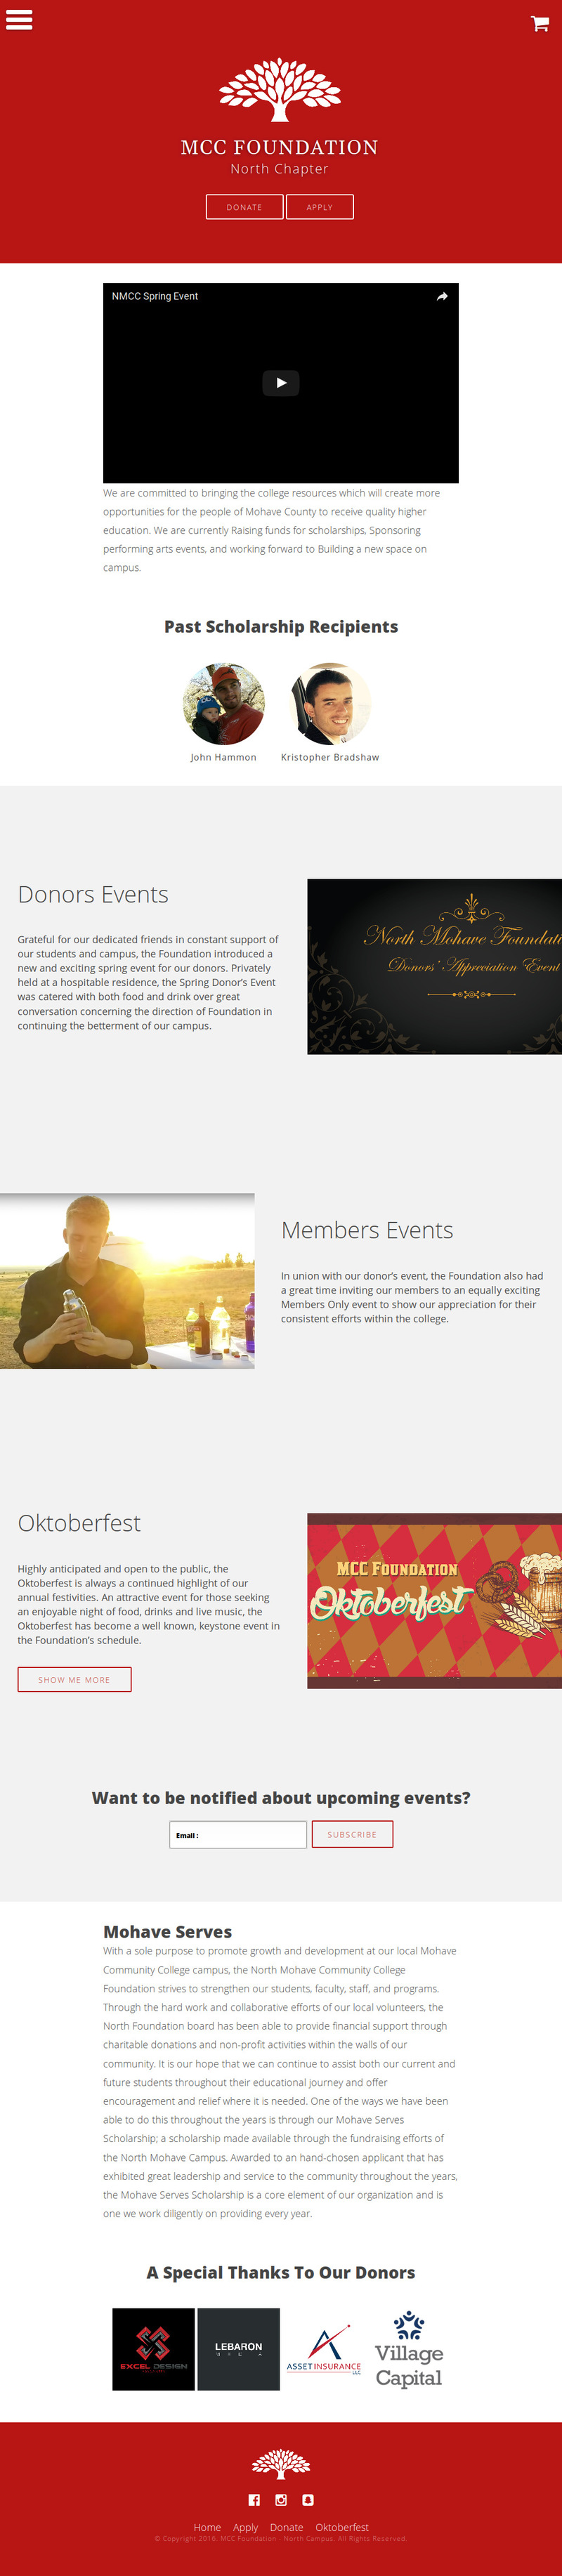 MCC FOUNDATION
North Chapter
DONATE
APPLY
NMCC Spring Event
We are committed to bringing the college resources which will create more
opportunities for the people of Mohave County to receive quality higher
education. We are currently Raising funds for scholarships, Sponsoring
performing arts events, and working forward to Building a new space on
campus.
Past Scholarship Recipients
John Hammon
Kristopher Bradshaw
Donors Events
Grateful for our dedicated friends in constant support of
our students and campus, the Foundation introduced a
new and exciting spring event for our donors. Privately
held at a hospitable residence, the Spring Donor's Event
was catered with both food and drink over great
conversation concerning the direction of Foundation in
continuing the betterment of our campus.
North Mohave Foundati
Donors' Appreciation Event
Members Events
In union with our donor's event, the Foundation also had
a great time inviting our members to an equally exciting
Members Only event to show our appreciation for their
consistent efforts within the college.
Oktoberfest
Highly anticipated and open to the public, the
Oktoberfest is always a continued highlight of our
annual festivities. An attractive event for those seeking
an enjoyable night of food, drinks and live music, the
Oktoberfest has become a well known, keystone event in
the Foundation's schedule.
SHOW ME MORE
MCC FOUNDATION
Oktoberfest
Want to be notified about upcoming events?
Email :
SUBSCRIBE
Mohave Serves
With a sole purpose to promote growth and development at our local Mohave
Community College campus, the North Mohave Community College
Foundation strives to strengthen our students, faculty, staff, and programs.
Through the hard work and collaborative efforts of our local volunteers, the
North Foundation board has been able to provide financial support through
charitable donations and non-profit activities within the walls of our
community. It is our hope that we can continue to assist both our current and
future students throughout their educational journey and offer
encouragement and relief where it is needed. One of the ways we have been
able to do this throughout the years is through our Mohave Serves
Scholarship; a scholarship made available through the fundraising efforts of
the North Mohave Campus. Awarded to an hand-chosen applicant that has
exhibited great leadership and service to the community throughout the years,
the Mohave Serves Scholarship is a core element of our organization and is
one we work diligently on providing every year.
A Special Thanks To Our Donors
EXCEL DESIGN
LEBARON
ASSET INSURANCE
LLC
Village
Capital
Home Apply Donate Oktoberfest
© Copyright 2016. MCC Foundation - North Campus. All Rights Reserved.